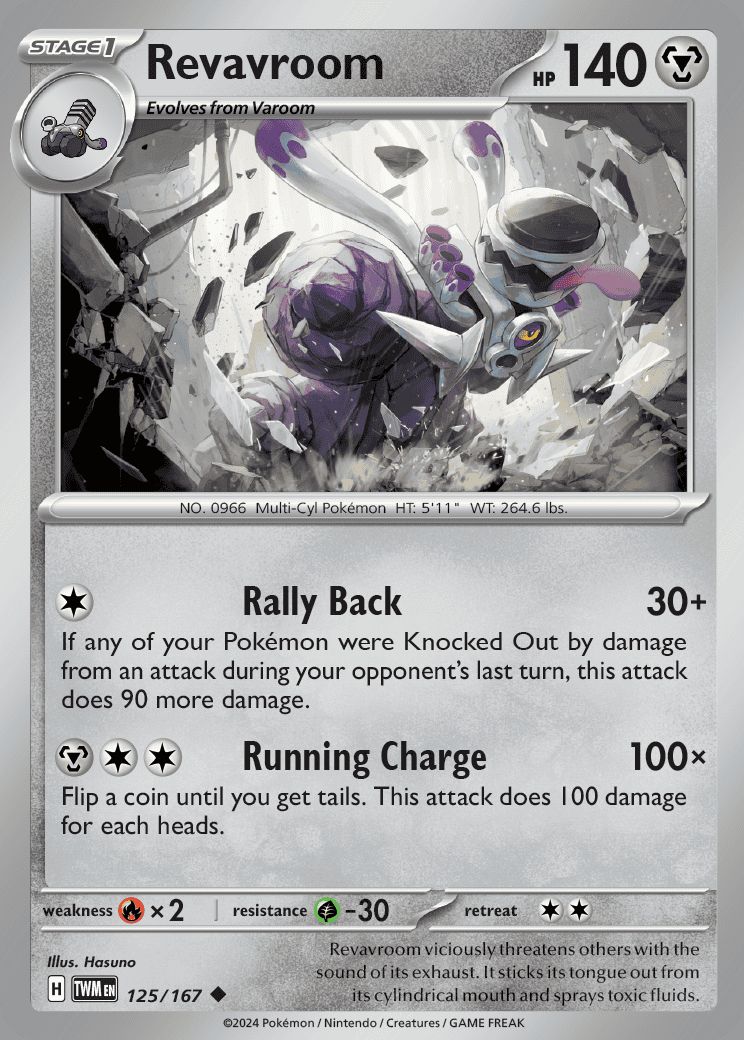 STAGE1
Revavroom
HP 140
Evolves from Varoom
NO. 0966 Multi-Cyl Pokémon HT: 5'11" WT: 264.6 lbs.
Rally Back 30+
If any of your Pokémon were Knocked Out by damage
from an attack during your opponent's last turn, this attack
does 90 more damage.
Running Charge 100×
Flip a coin until you get tails. This attack does 100 damage
for each heads.
weakness ×2 resistance -30 retreat
Illus. Hasuno
H TWM EN 125/167
Revavroom viciously threatens others with the
sound of its exhaust. It sticks its tongue out from
its cylindrical mouth and sprays toxic fluids.
©2024 Pokémon / Nintendo / Creatures / GAME FREAK